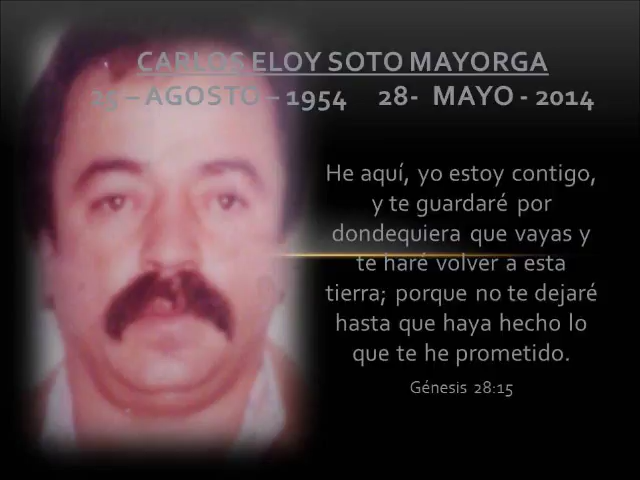 CARLOS ELOY SOTO MAYORGA
– AGOSTO – 1954 28- MAYO - 2014
He aquí, yo estoy contigo,
y te guardaré por
dondequiera que vayas y
te haré volver a esta
tierra; porque no te dejaré
hasta que haya hecho lo
que te he prometido.
Génesis 28:15